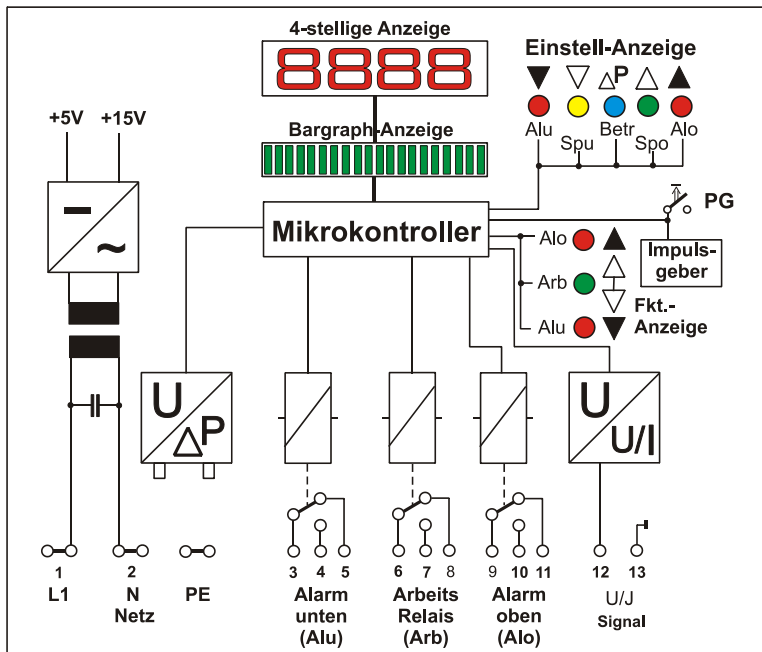 4-stellige Anzeige
8888
Einstell-Anzeige
P
+5V +15V
Bargraph-Anzeige
Alu Betr Alo
Spu Spo
Mikrokontroller
PG
Impuls-
geber
Alo
Arb
Fkt.-
Anzeige
Alu
U
P
U
U/I
1 2 3 4 5 6 7 8 9 10 11 12 13
L1 N PE Alarm Arbeits Alarm U/J
Netz unten Relais oben Signal
(Alu) (Arb) (Alo)